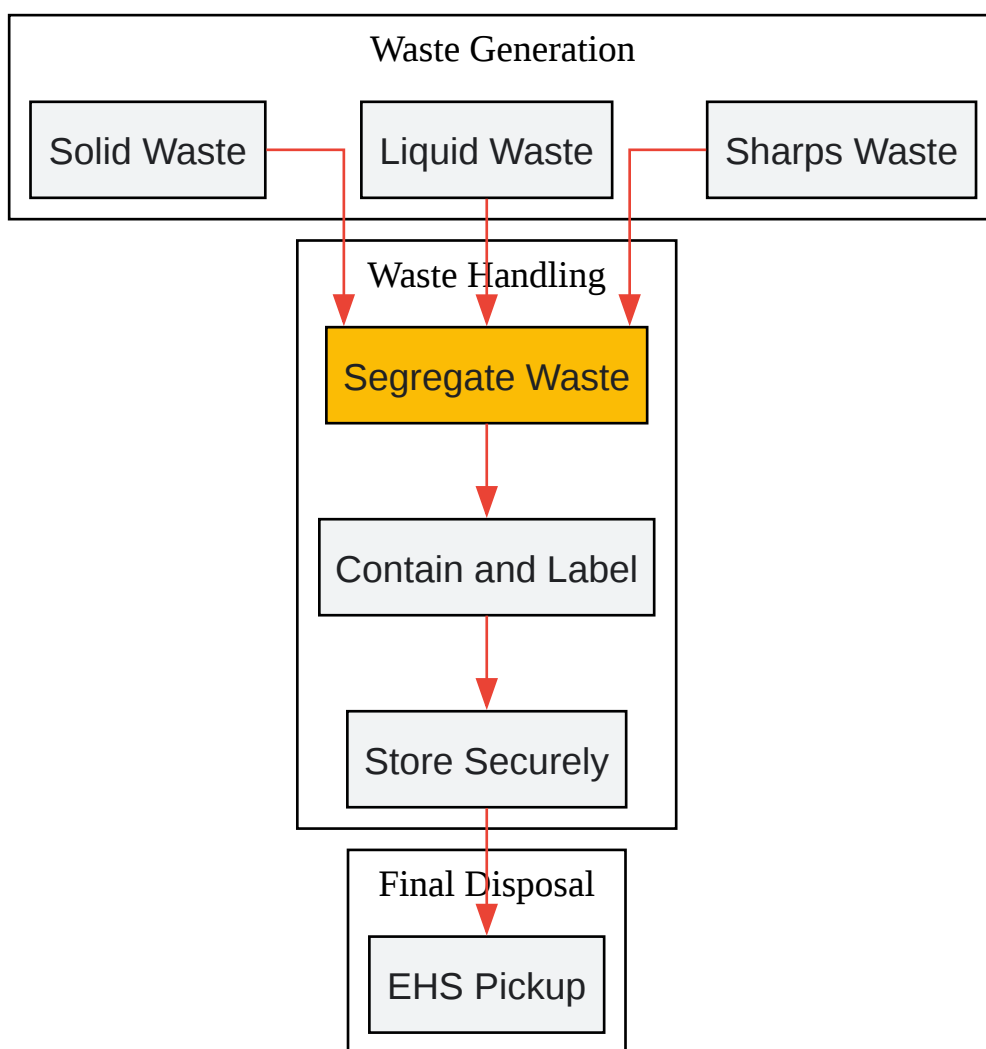 Waste Generation
Solid Waste
Liquid Waste
Sharps Waste
Waste Handling
Segregate Waste
Contain and Label
Store Securely
Final Disposal
EHS Pickup